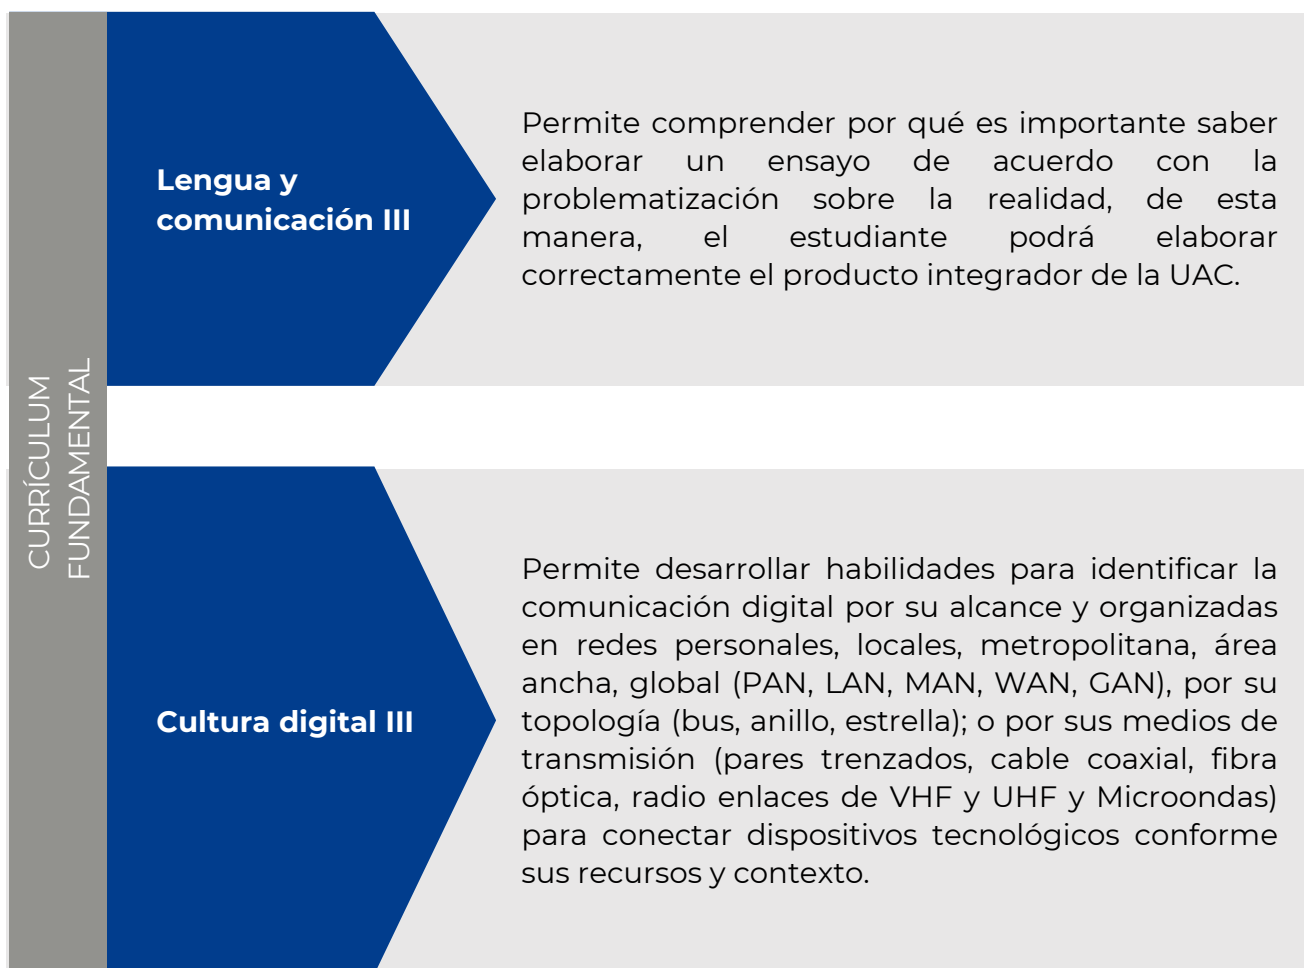 CURRÍCULUM
FUNDAMENTAL
Lengua y
comunicación III
Permite comprender por qué es importante saber
elaborar un ensayo de acuerdo con la
problematización sobre la realidad, de esta
manera, el estudiante podrá elaborar
correctamente el producto integrador de la UAC.
Cultura digital III
Permite desarrollar habilidades para identificar la
comunicación digital por su alcance y organizadas
en redes personales, locales, metropolitana, área
ancha, global (PAN, LAN, MAN, WAN, GAN), por su
topología (bus, anillo, estrella); o por sus medios de
transmisión (pares trenzados, cable coaxial, fibra
óptica, radio enlaces de VHF y UHF y Microondas)
para conectar dispositivos tecnológicos conforme
sus recursos y contexto.